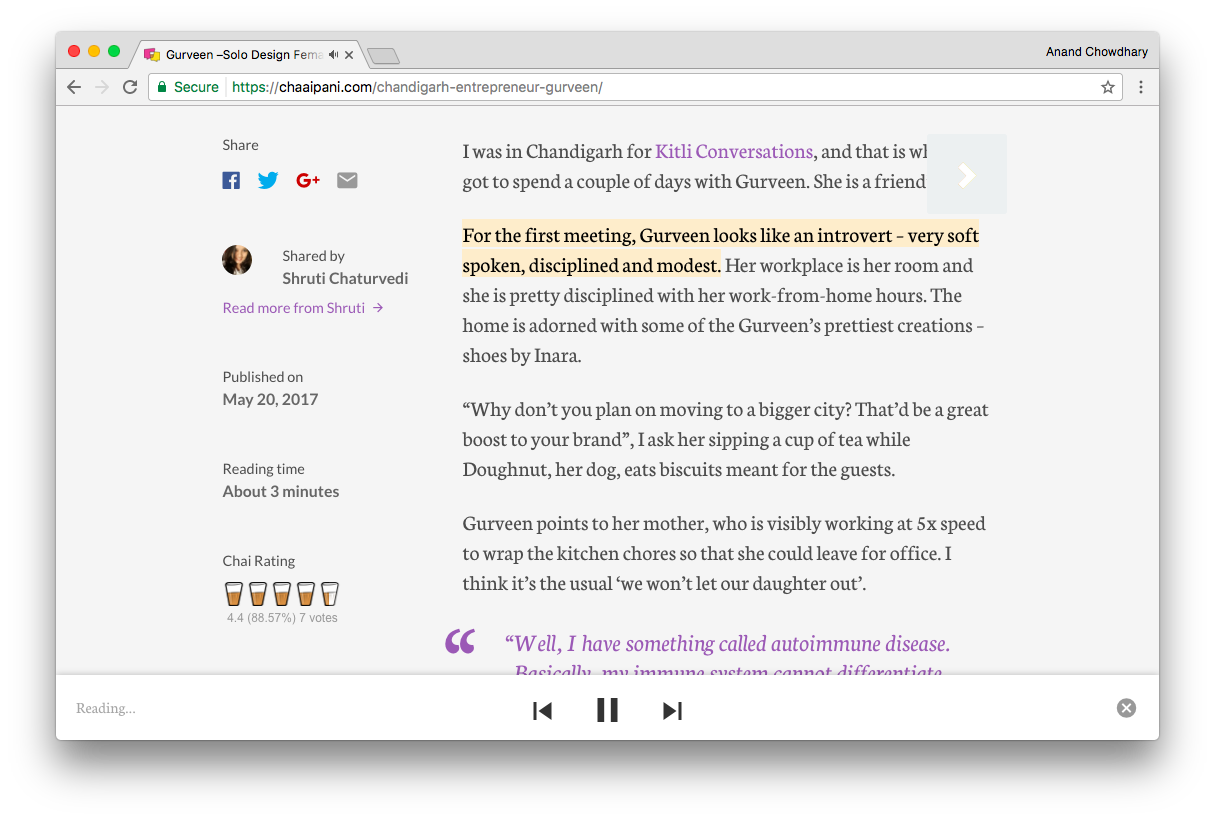 Gurveen –Solo Design Fema
Anand Chowdhary
Secure
https://chaaipani.com/chandigarh-entrepreneur-gurveen/
Share
Shared by
Shruti Chaturvedi
Read more from Shruti →
Published on
May 20, 2017
Reading time
About 3 minutes
Chai Rating
4.4 (88.57%) 7 votes
I was in Chandigarh for Kitli Conversations, and that is wh
got to spend a couple of days with Gurveen. She is a friend
For the first meeting, Gurveen looks like an introvert – very soft
spoken, disciplined and modest. Her workplace is her room and
she is pretty disciplined with her work-from-home hours. The
home is adorned with some of the Gurveen’s prettiest creations –
shoes by Inara.
“Why don’t you plan on moving to a bigger city? That’d be a great
boost to your brand”, I ask her sipping a cup of tea while
Doughnut, her dog, eats biscuits meant for the guests.
Gurveen points to her mother, who is visibly working at 5x speed
to wrap the kitchen chores so that she could leave for office. I
think it’s the usual ‘we won’t let our daughter out’.
“Well, I have something called autoimmune disease.
Basically, my immune system cannot differentiate
Reading...